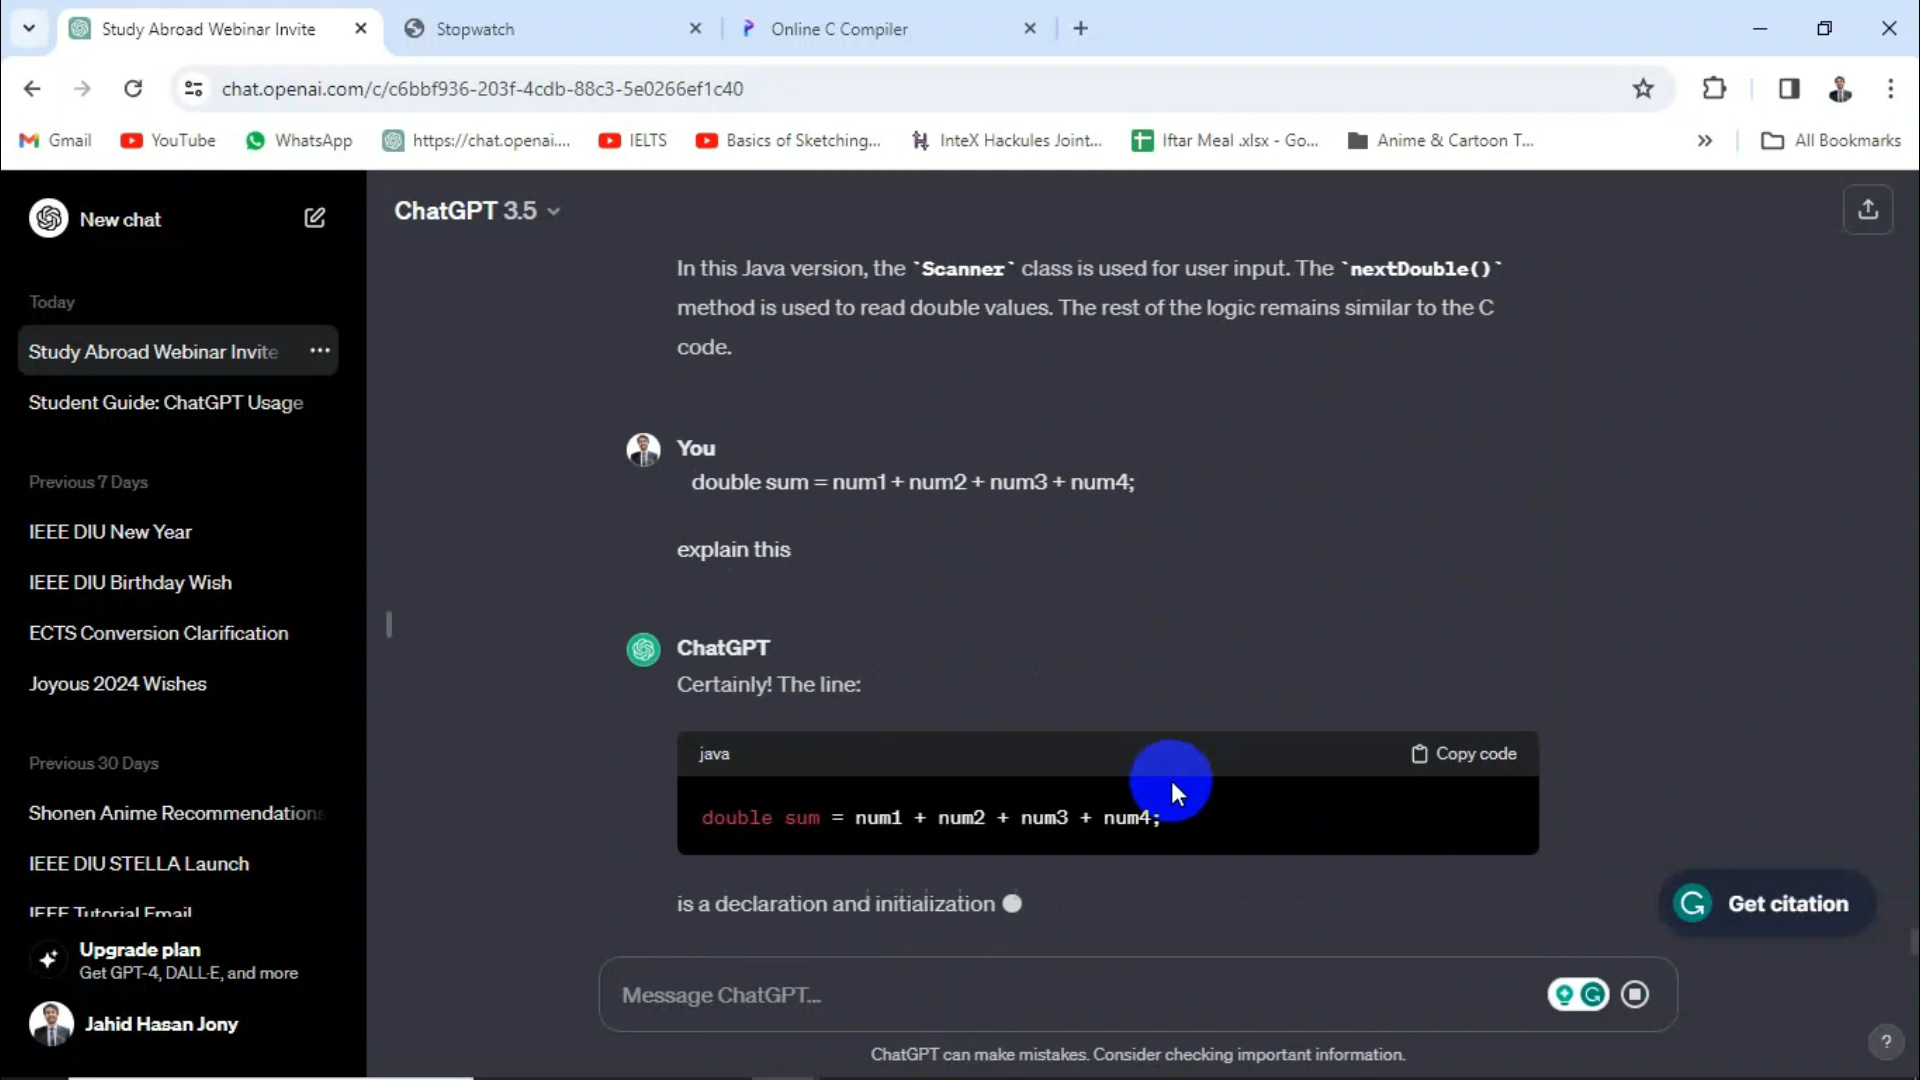 Study Abroad Webinar Invite
Stopwatch
Online C Compiler
chat.openai.com/c/c6bbf936-203f-4cdb-88c3-5e0266ef1c40
Gmail
YouTube
WhatsApp
https://chat.openai....
IELTS
Basics of Sketching...
InteX Hackules Joint...
Iftar Meal .xlsx - Go...
Anime & Cartoon T...
»
All Bookmarks
New chat
Today
Study Abroad Webinar Invite
Student Guide: ChatGPT Usage
Previous 7 Days
IEEE DIU New Year
IEEE DIU Birthday Wish
ECTS Conversion Clarification
Joyous 2024 Wishes
Previous 30 Days
Shonen Anime Recommendations
IEEE DIU STELLA Launch
IEEE Tutorial Email
Upgrade plan
Get GPT-4, DALL·E, and more
Jahid Hasan Jony
ChatGPT 3.5
In this Java version, the `Scanner` class is used for user input. The `nextDouble()`
method is used to read double values. The rest of the logic remains similar to the C
code.
You
double sum = num1 + num2 + num3 + num4;
explain this
ChatGPT
Certainly! The line:
java
Copy code
double sum = num1 + num2 + num3 + num4;
is a declaration and initialization
Get citation
Message ChatGPT...
ChatGPT can make mistakes. Consider checking important information.
?